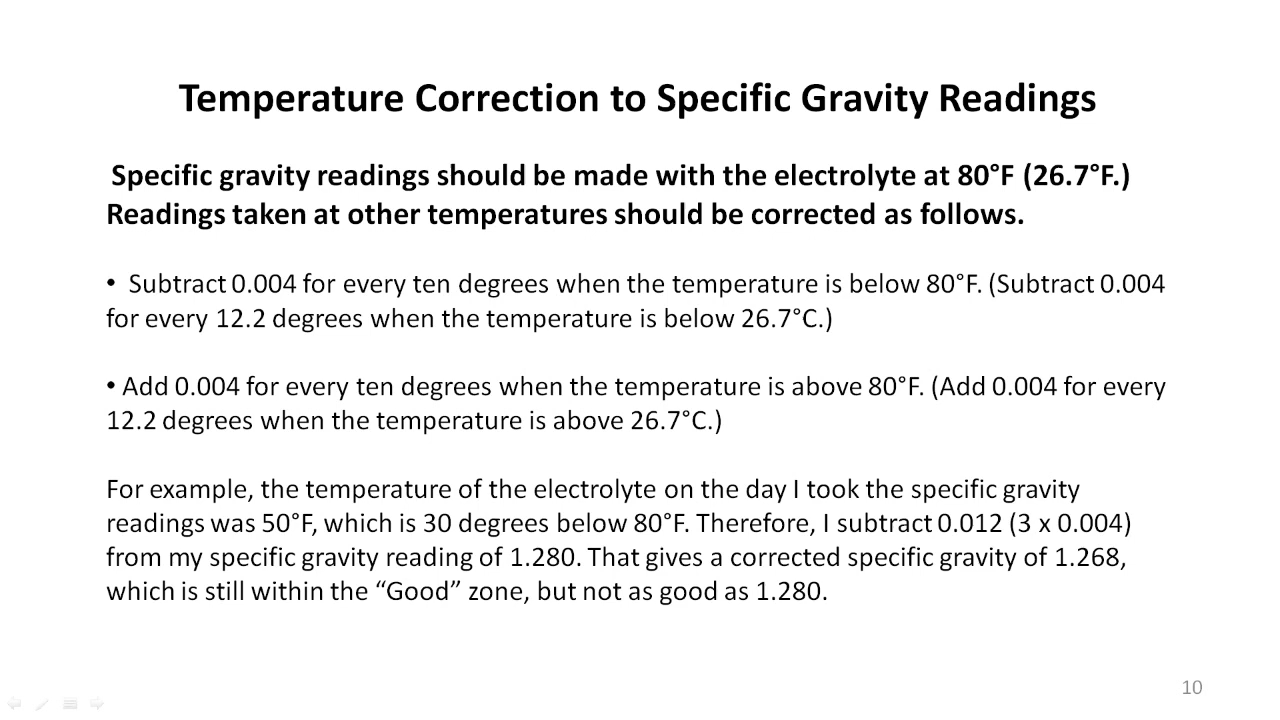 Temperature Correction to Specific Gravity Readings
Specific gravity readings should be made with the electrolyte at 80°F (26.7°F.)
Readings taken at other temperatures should be corrected as follows.
• Subtract 0.004 for every ten degrees when the temperature is below 80°F. (Subtract 0.004
for every 12.2 degrees when the temperature is below 26.7°C.)
• Add 0.004 for every ten degrees when the temperature is above 80°F. (Add 0.004 for every
12.2 degrees when the temperature is above 26.7°C.)
For example, the temperature of the electrolyte on the day I took the specific gravity
readings was 50°F, which is 30 degrees below 80°F. Therefore, I subtract 0.012 (3 x 0.004)
from my specific gravity reading of 1.280. That gives a corrected specific gravity of 1.268,
which is still within the “Good” zone, but not as good as 1.280.
10